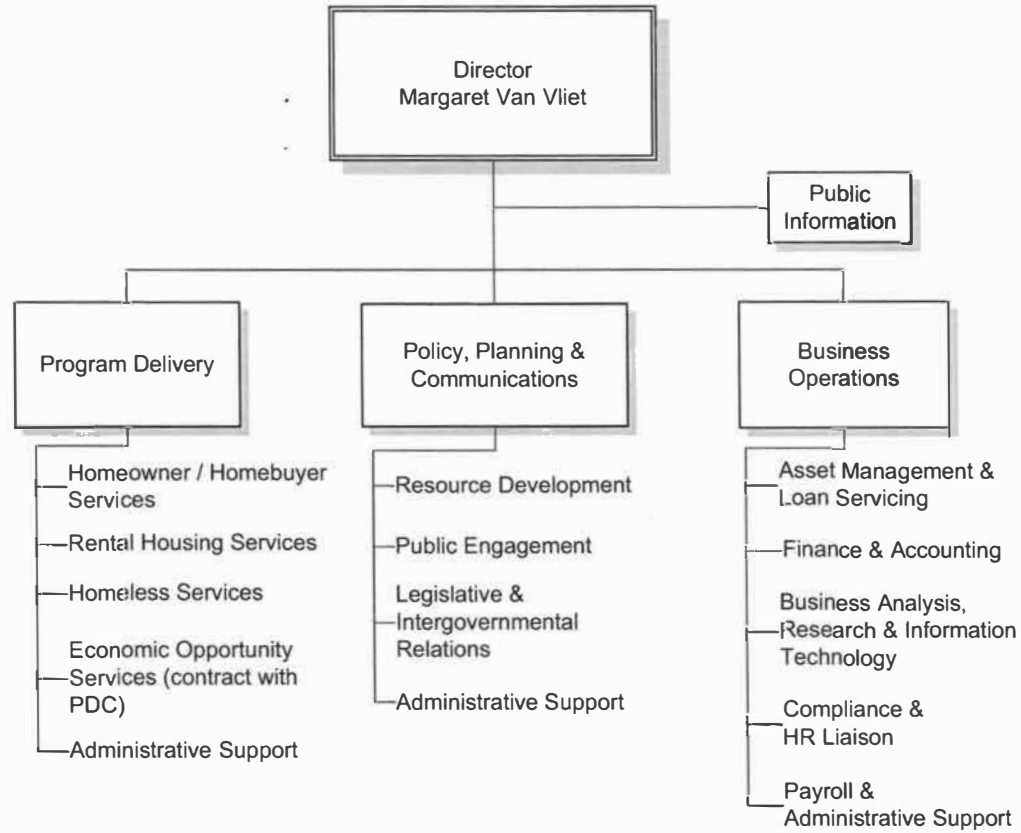 Director
Margaret Van Vliet
Public
Information
Program Delivery
Homeowner / Homebuyer
Services
Rental Housing Services
Homeless Services
Economic Opportunity
Services (contract with
PDC)
Administrative Support
Policy, Planning &
Communications
Resource Development
Public Engagement
Legislative &
Intergovernmental
Relations
Administrative Support
Business
Operations
Asset Management &
Loan Servicing
Finance & Accounting
Business Analysis,
Research & Information
Technology
Compliance &
HR Liaison
Payroll &
Administrative Support